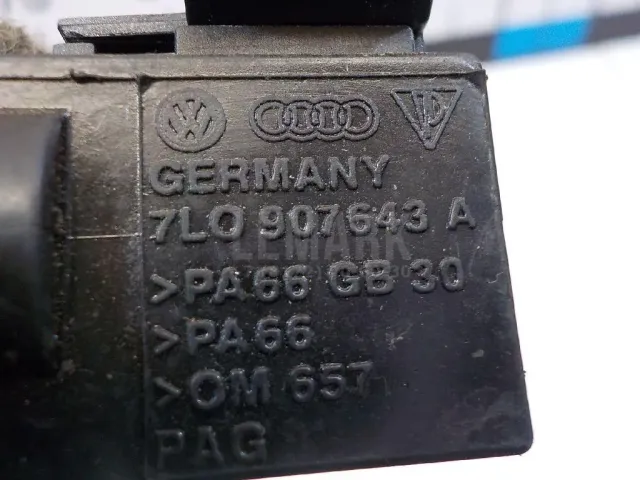 GERMANY
7L0 907643 A
>PA66 GB 30
>PA66
>OM 657
PAG